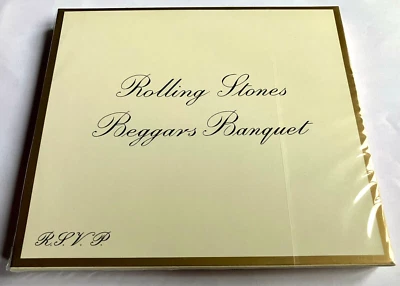 Rolling Stones
Beggars Banquet
R.S.V.P.